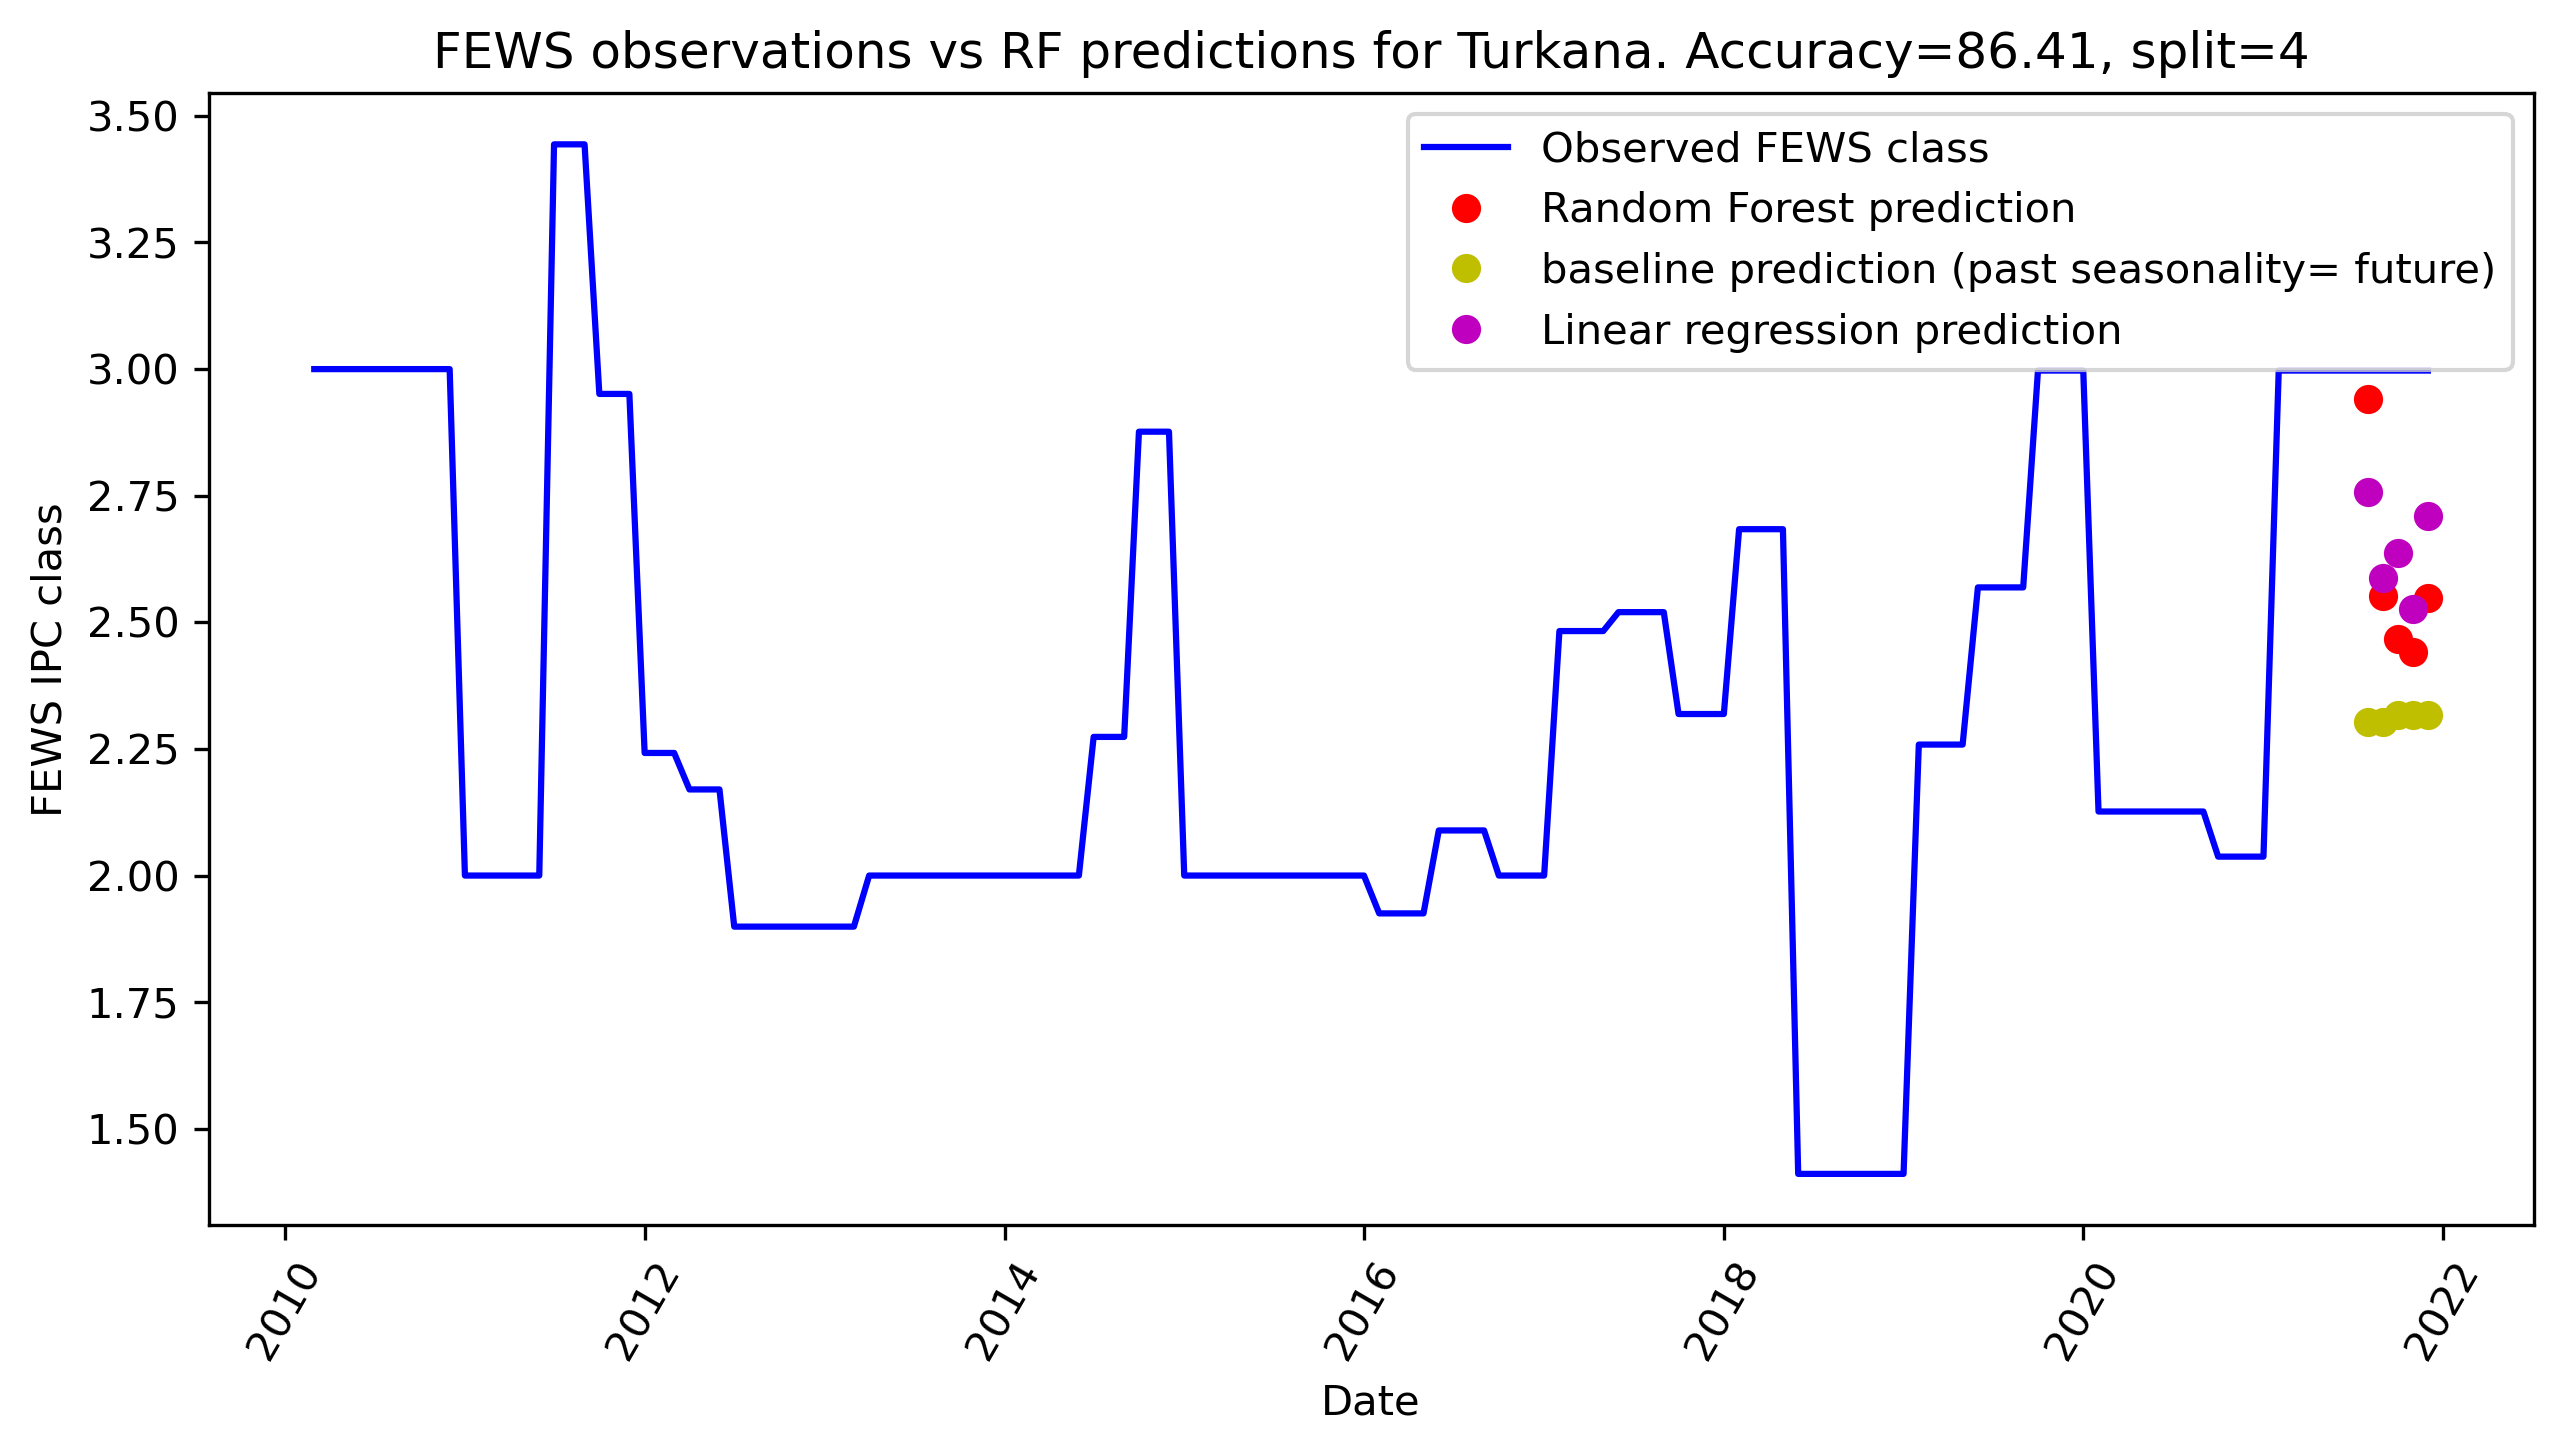 FEWS observations vs RF predictions for Turkana. Accuracy=86.41, split=4
Observed FEWS class
Random Forest prediction
baseline prediction (past seasonality= future)
Linear regression prediction
FEWS IPC class
3.50
3.25
3.00
2.75
2.50
2.25
2.00
1.75
1.50
2010
2012
2014
2016
2018
2020
2022
Date